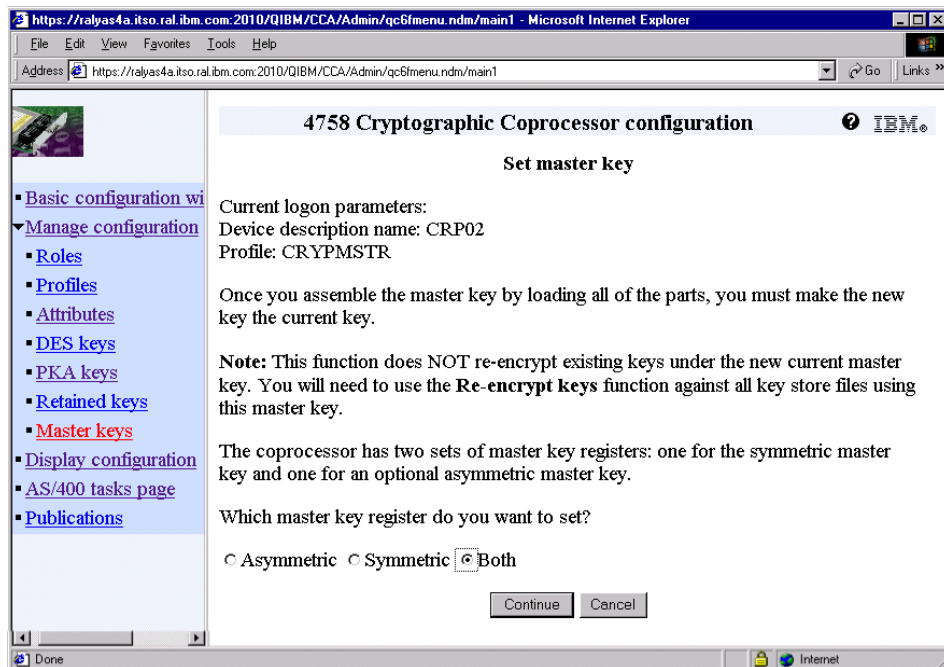 https://ralyas4a.itso.ral.ibm.com:2010/QIBM/CCA/Admin/qc6fmenu.ndm/main1 - Microsoft Internet Explorer
File Edit View Favorites Tools Help
Address https://ralyas4a.itso.ral.ibm.com:2010/QIBM/CCA/Admin/qc6fmenu.ndm/main1 Go Links »
Basic configuration wi
Manage configuration
Roles
Profiles
Attributes
DES keys
PKA keys
Retained keys
Master keys
Display configuration
AS/400 tasks page
Publications
4758 Cryptographic Coprocessor configuration ? IBM®
Set master key
Current logon parameters:
Device description name: CRP02
Profile: CRYPMSTR
Once you assemble the master key by loading all of the parts, you must make the new
key the current key.
Note: This function does NOT re-encrypt existing keys under the new current master
key. You will need to use the Re-encrypt keys function against all key store files using
this master key.
The coprocessor has two sets of master key registers: one for the symmetric master
key and one for an optional asymmetric master key.
Which master key register do you want to set?
Asymmetric Symmetric Both
Continue Cancel
Done Internet